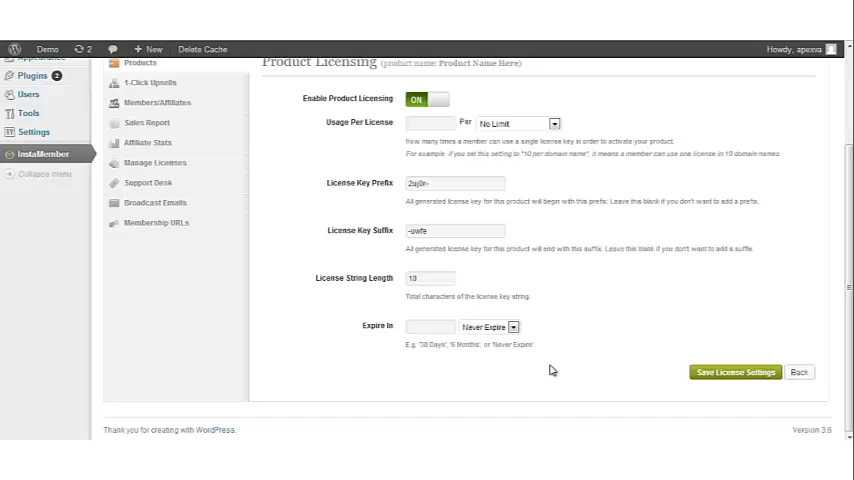 Demo 2 New Delete Cache Howdy, apexva
Appearance
Plugins 2
Users
Tools
Settings
InstaMember
Collapse menu
Products
1-Click Upsells
Members/Affiliates
Sales Report
Affiliate Stats
Manage Licenses
Support Desk
Broadcast Emails
Membership URLs
Product Licensing (product name: Product Name Here)
Enable Product Licensing ON
Usage Per License Per No Limit
How many times a member can use a single license key in order to activate your product.
For example, if you set this setting to "10 per domain name", it means a member can use one license in 10 domain names.
License Key Prefix 2uj0r-
All generated license key for this product will begin with this prefix. Leave this blank if you don't want to add a prefix.
License Key Suffix -uwfe
All generated license key for this product will end with this suffix. Leave this blank if you don't want to add a suffix.
License String Length 10
Total characters of the license key string.
Expire In Never Expire
E.g. '30 Days', '6 Months', or 'Never Expire'.
Save License Settings Back
Thank you for creating with WordPress. Version 3.6